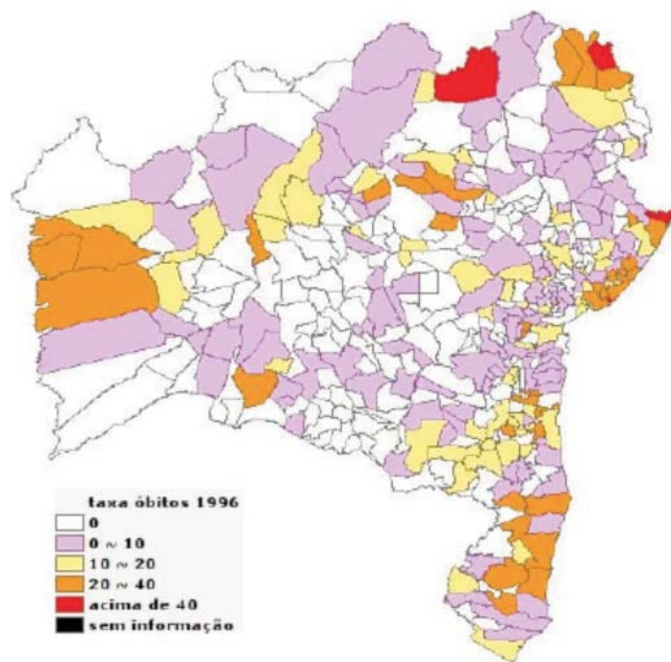 taxa óbitos 1996
0
0 ~ 10
10 ~ 20
20 ~ 40
acima de 40
sem informação